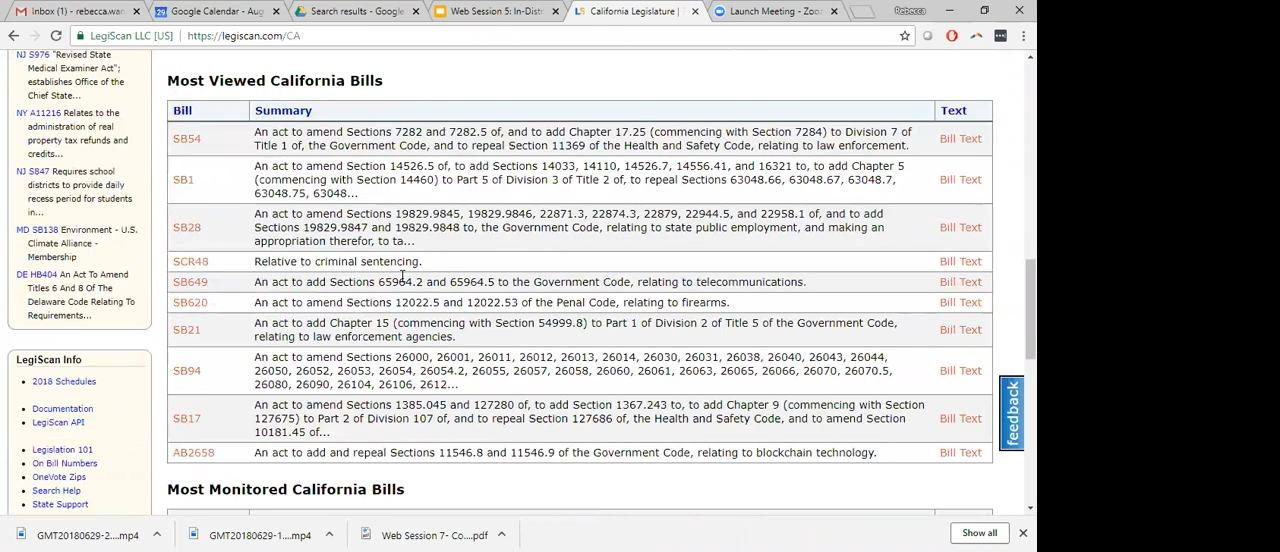 Inbox (1) - rebecca.wan
Google Calendar - Aug
Search results - Google
Web Session 5: In-Distr
California Legislature |
Launch Meeting - Zoo
Rebecca
LegiScan LLC [US] | https://legiscan.com/CA
NJ S976 "Revised State
Medical Examiner Act";
establishes Office of the
Chief State...
NY A11216 Relates to the
administration of real
property tax refunds and
credits...
NJ S847 Requires school
districts to provide daily
recess period for students
in...
MD SB138 Environment - U.S.
Climate Alliance -
Membership
DE HB404 An Act To Amend
Titles 6 And 8 Of The
Delaware Code Relating To
Requirements...
LegiScan Info
2018 Schedules
Documentation
LegiScan API
Legislation 101
On Bill Numbers
OneVote Zips
Search Help
State Support
Most Viewed California Bills
Bill Summary Text
SB54 An act to amend Sections 7282 and 7282.5 of, and to add Chapter 17.25 (commencing with Section 7284) to Division 7 of Bill Text
Title 1 of, the Government Code, and to repeal Section 11369 of the Health and Safety Code, relating to law enforcement.
SB1 An act to amend Section 14526.5 of, to add Sections 14033, 14110, 14526.7, 14556.41, and 16321 to, to add Chapter 5 Bill Text
(commencing with Section 14460) to Part 5 of Division 3 of Title 2 of, to repeal Sections 63048.66, 63048.67, 63048.7,
63048.75, 63048...
SB28 An act to amend Sections 19829.9845, 19829.9846, 22871.3, 22874.3, 22879, 22944.5, and 22958.1 of, and to add Bill Text
Sections 19829.9847 and 19829.9848 to, the Government Code, relating to state public employment, and making an
appropriation therefor, to ta...
SCR48 Relative to criminal sentencing. Bill Text
SB649 An act to add Sections 65964.2 and 65964.5 to the Government Code, relating to telecommunications. Bill Text
SB620 An act to amend Sections 12022.5 and 12022.53 of the Penal Code, relating to firearms. Bill Text
SB21 An act to add Chapter 15 (commencing with Section 54999.8) to Part 1 of Division 2 of Title 5 of the Government Code, Bill Text
relating to law enforcement agencies.
SB94 An act to amend Sections 26000, 26001, 26011, 26012, 26013, 26014, 26030, 26031, 26038, 26040, 26043, 26044, Bill Text
26050, 26052, 26053, 26054, 26054.2, 26055, 26057, 26058, 26060, 26061, 26063, 26065, 26066, 26070, 26070.5,
26080, 26090, 26104, 26106, 2612...
SB17 An act to amend Sections 1385.045 and 127280 of, to add Section 1367.243 to, to add Chapter 9 (commencing with Section Bill Text
127675) to Part 2 of Division 107 of, and to repeal Section 127686 of, the Health and Safety Code, and to amend Section
10181.45 of...
AB2658 An act to add and repeal Sections 11546.8 and 11546.9 of the Government Code, relating to blockchain technology. Bill Text
Most Monitored California Bills
feedback
GMT20180629-2....mp4
GMT20180629-1....mp4
Web Session 7- Co....pdf
Show all